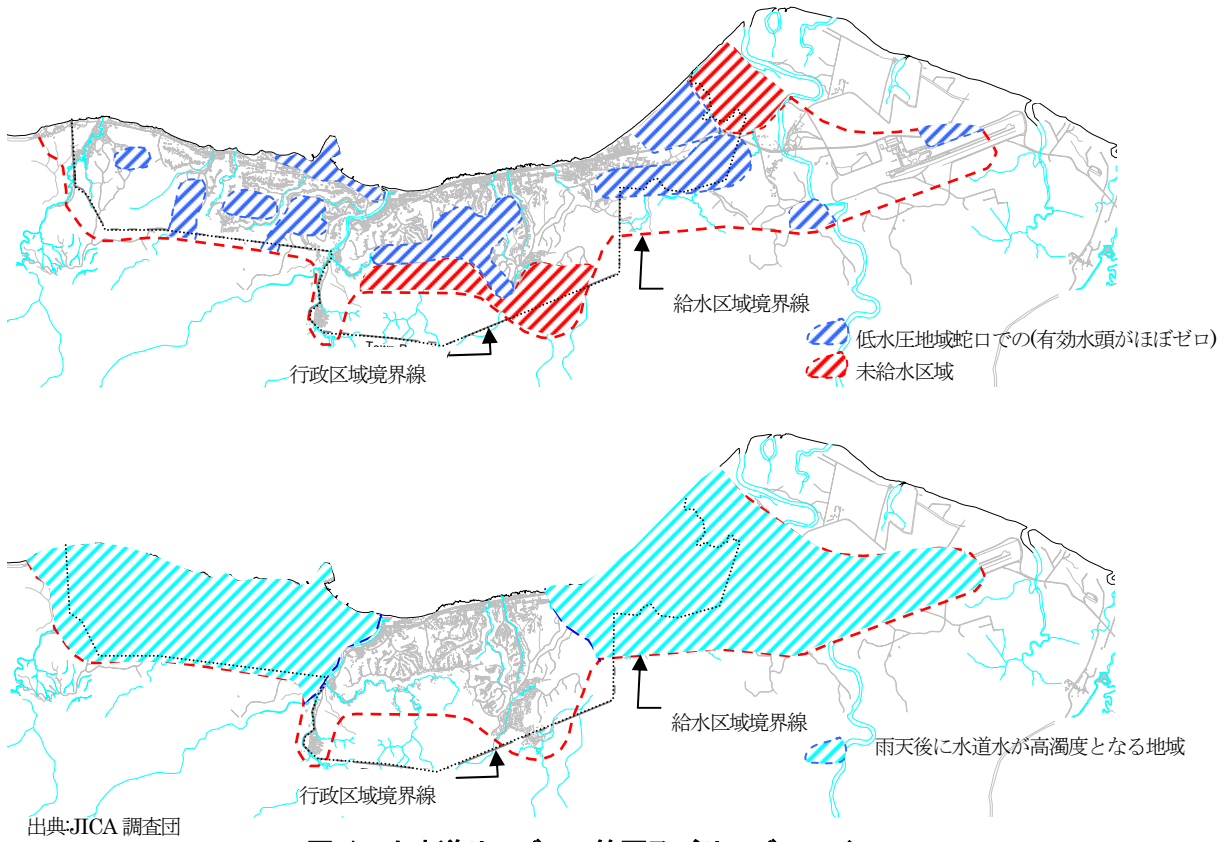 給水区域境界線
低水圧地域蛇口での(有効水頭がほぼゼロ)
行政区域境界線
未給水区域
給水区域境界線
雨天後に水道水が高濁度となる地域
行政区域境界線
出典:JICA 調査団